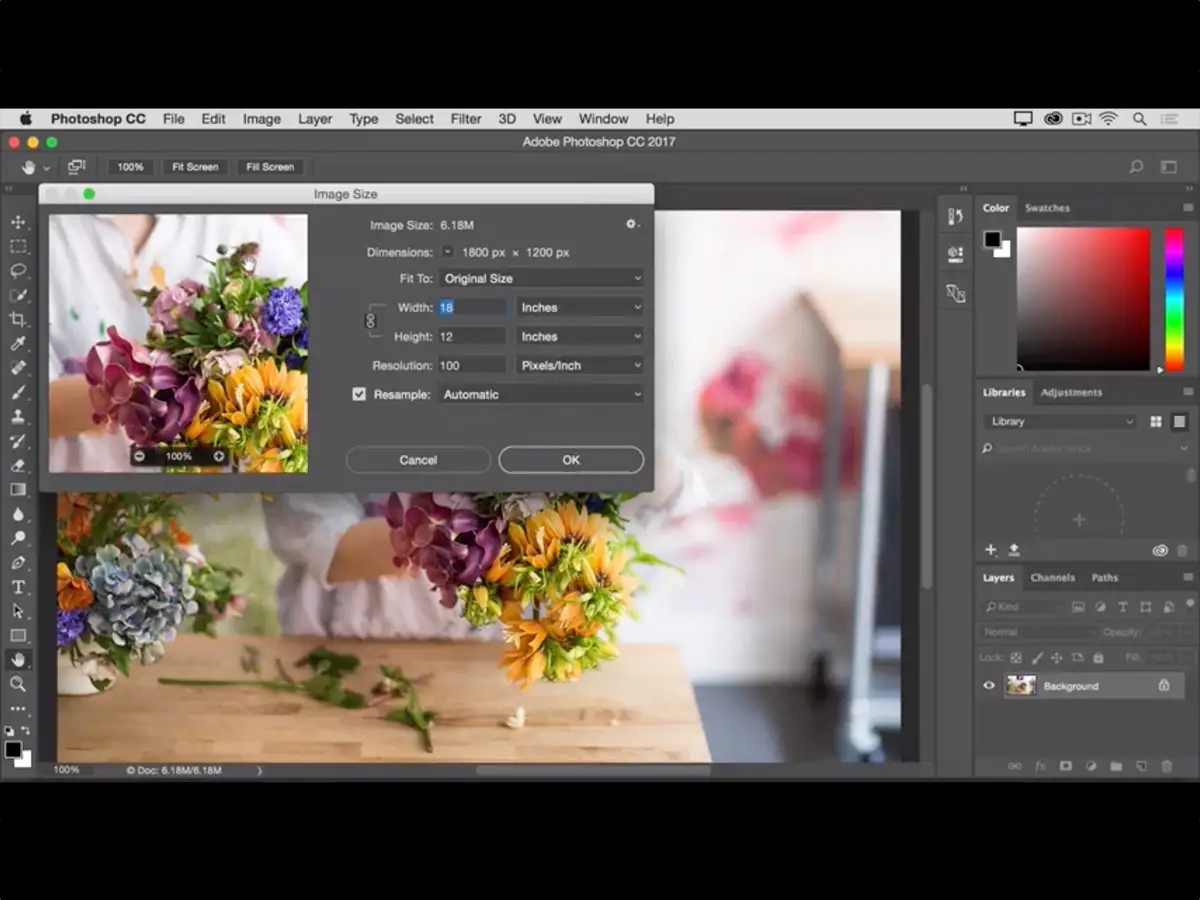 Photoshop CC File Edit Image Layer Type Select Filter 3D View Window Help
Adobe Photoshop CC 2017
100% Fit Screen Fill Screen
Image Size
Image Size: 6.18M
Dimensions: 1800 px × 1200 px
Fit To: Original Size
Width: 18 Inches
Height: 12 Inches
Resolution: 100 Pixels/Inch
Resample: Automatic
100%
Cancel OK
Color Swatches
Libraries Adjustments
Library
Layers Channels Paths
Kind
Normal Opacity:
Lock: Fill:
Background
100% © Doc: 6.18M/6.18M